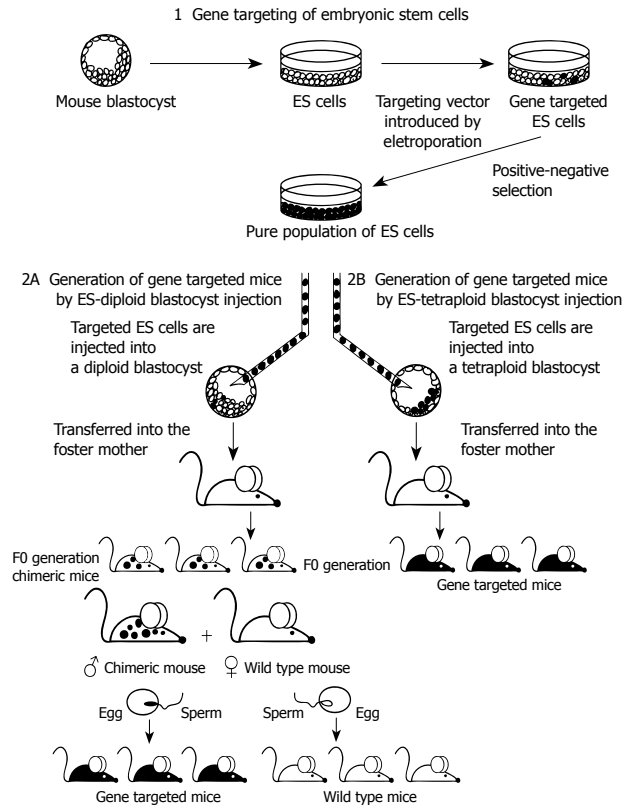 1 Gene targeting of embryonic stem cells
Mouse blastocyst
ES cells
Targeting vector
introduced by
eletroporation
Gene targeted
ES cells
Positive-negative
selection
Pure population of ES cells
2A Generation of gene targeted mice
by ES-diploid blastocyst injection
Targeted ES cells are
injected into
a diploid blastocyst
Transferred into the
foster mother
F0 generation
chimeric mice
♂ Chimeric mouse
+
♀ Wild type mouse
Egg
Sperm
Sperm
Egg
Gene targeted mice
Wild type mice
2B Generation of gene targeted mice
by ES-tetraploid blastocyst injection
Targeted ES cells are
injected into
a tetraploid blastocyst
Transferred into the
foster mother
F0 generation
Gene targeted mice